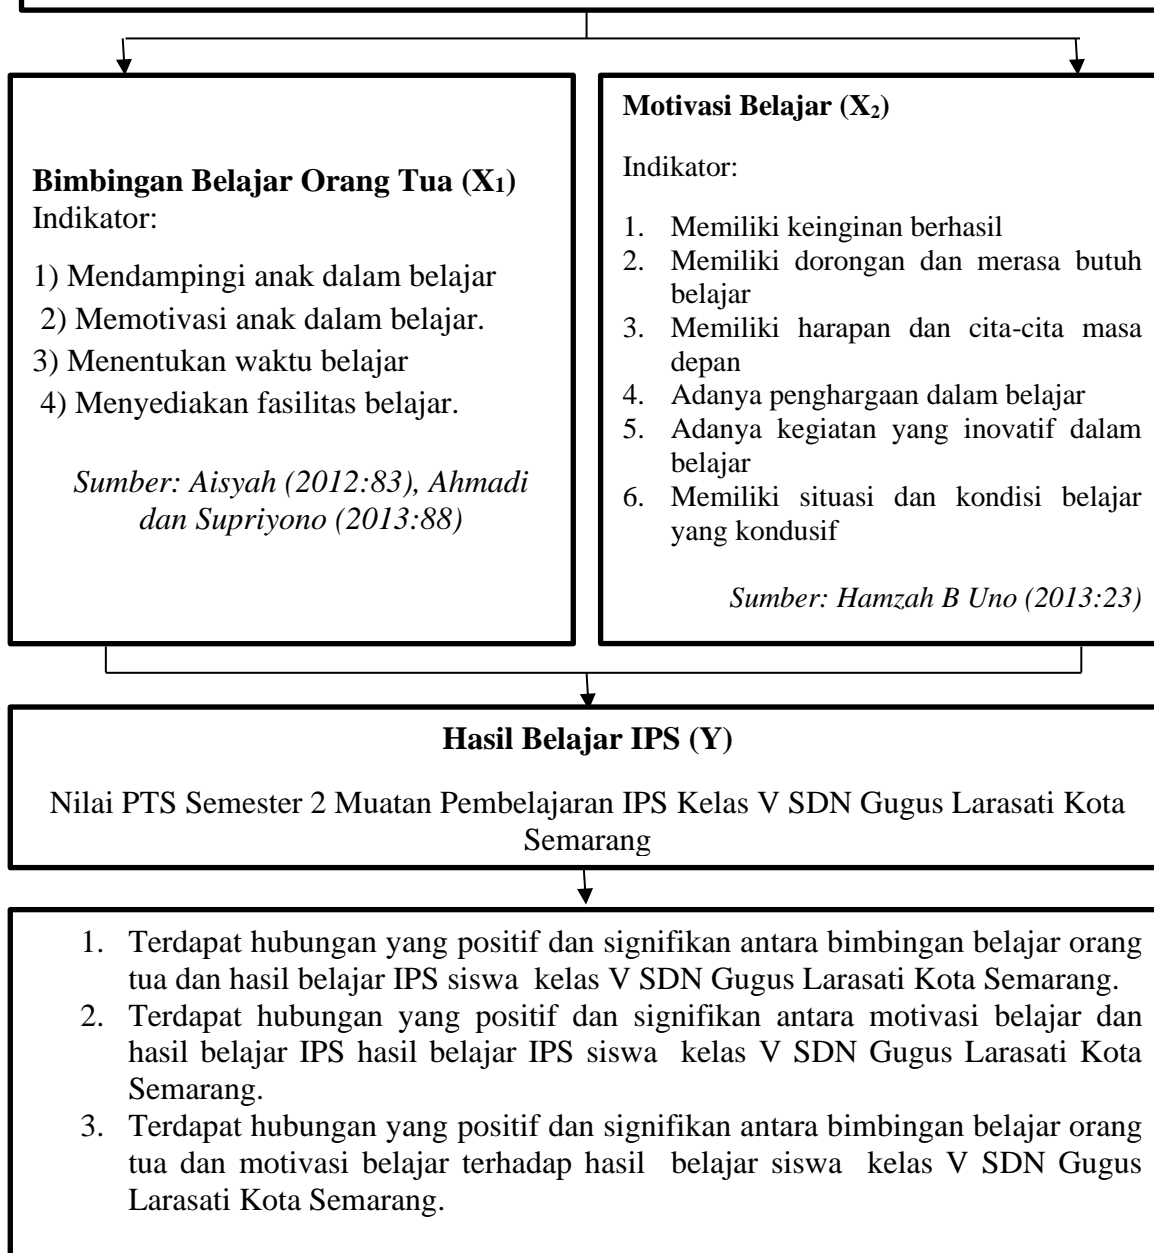 Bimbingan Belajar Orang Tua (X1)
Indikator:
1) Mendampingi anak dalam belajar
2) Memotivasi anak dalam belajar.
3) Menentukan waktu belajar
4) Menyediakan fasilitas belajar.
Sumber: Aisyah (2012:83), Ahmadi
dan Supriyono (2013:88)
Motivasi Belajar (X2)
Indikator:
1. Memiliki keinginan berhasil
2. Memiliki dorongan dan merasa butuh
belajar
3. Memiliki harapan dan cita-cita masa
depan
4. Adanya penghargaan dalam belajar
5. Adanya kegiatan yang inovatif dalam
belajar
6. Memiliki situasi dan kondisi belajar
yang kondusif
Sumber: Hamzah B Uno (2013:23)
Hasil Belajar IPS (Y)
Nilai PTS Semester 2 Muatan Pembelajaran IPS Kelas V SDN Gugus Larasati Kota
Semarang
1. Terdapat hubungan yang positif dan signifikan antara bimbingan belajar orang
tua dan hasil belajar IPS siswa kelas V SDN Gugus Larasati Kota Semarang.
2. Terdapat hubungan yang positif dan signifikan antara motivasi belajar dan
hasil belajar IPS hasil belajar IPS siswa kelas V SDN Gugus Larasati Kota
Semarang.
3. Terdapat hubungan yang positif dan signifikan antara bimbingan belajar orang
tua dan motivasi belajar terhadap hasil belajar siswa kelas V SDN Gugus
Larasati Kota Semarang.